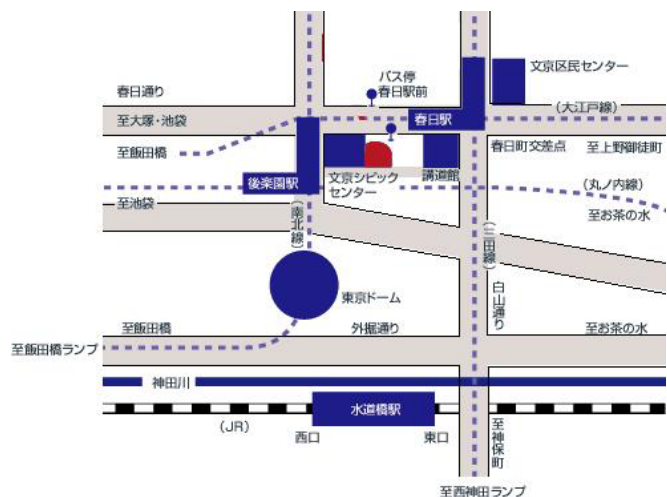 バス停
春日駅前
文京区民センター
春日通り
(大江戸線)
至大塚・池袋
春日駅
至飯田橋
春日町交差点
至上野御徒町
後楽園駅
文京シビック
センター
講道館
(丸ノ内線)
至池袋
(南北線)
(三田線)
至お茶の水
東京ドーム
白山通り
至飯田橋
外掘通り
至お茶の水
至飯田橋ランプ
神田川
水道橋駅
(JR)
西口
東口
至神保町
至西神田ランプ